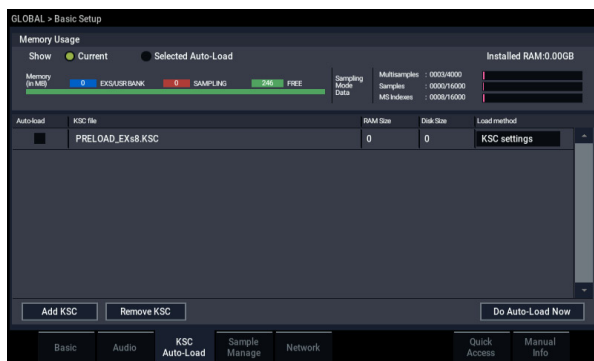 GLOBAL > Basic Setup
Memory Usage
Show Current Selected Auto-Load Installed RAM:0.00GB
Memory (in MB) 0 EXS/USR BANK 0 SAMPLING 246 FREE
Sampling Mode Data
Multisamples : 0003/4000
Samples : 0000/16000
MS Indexes : 0008/16000
Auto-load KSC file RAM Size Disk Size Load method
PRELOAD_EXs8.KSC 0 0 KSC settings
Add KSC Remove KSC Do Auto-Load Now
Basic Audio KSC Auto-Load Sample Manage Network Quick Access Manual Info